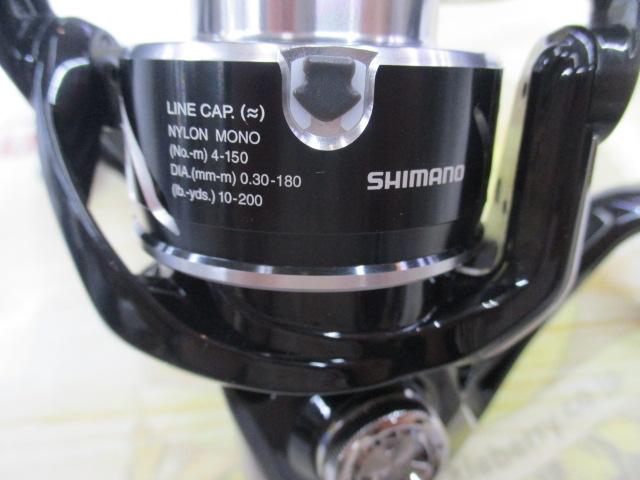 LINE CAP. (≈)
NYLON MONO
(No.-m) 4-150
DIA.(mm-m) 0.30-180
(lb.-yds.) 10-200
SHIMANO